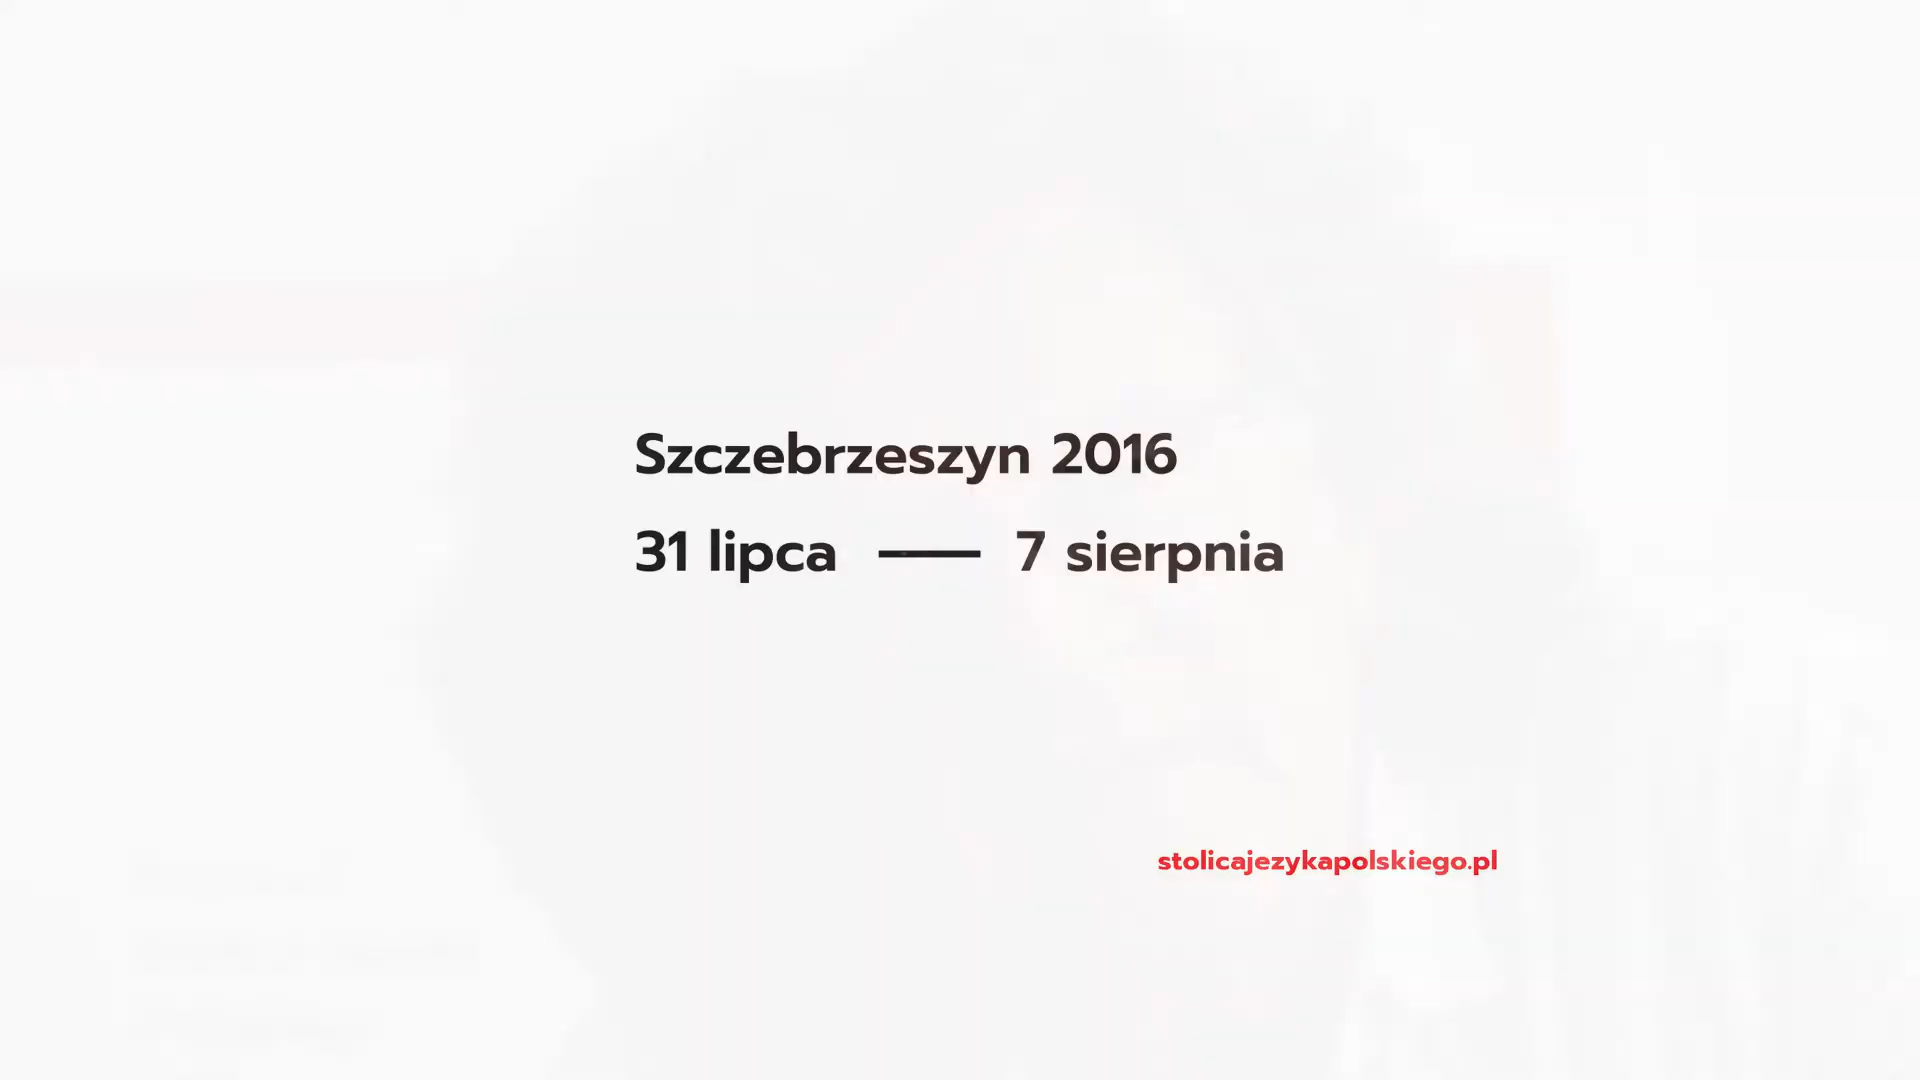 Szczebrzeszyn 2016
31 lipca — 7 sierpnia
stolicajezykapolskiego.pl